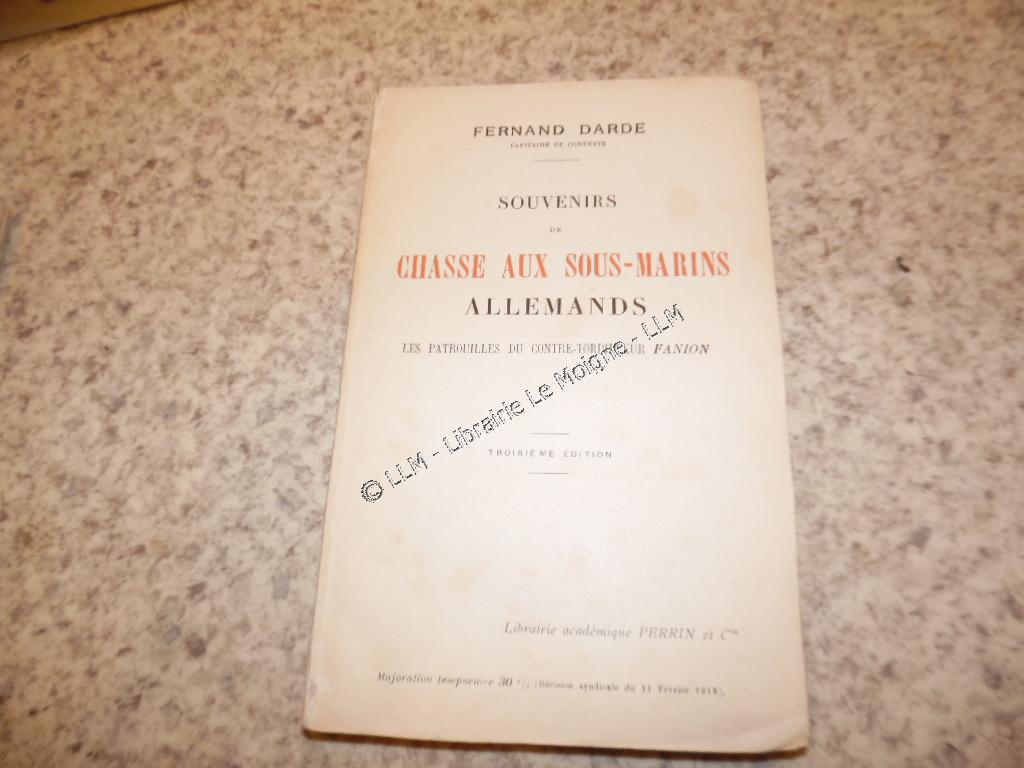 FERNAND DARDE
CAPITAINE DE CORVETTE
SOUVENIRS
DE
CHASSE AUX SOUS-MARINS
ALLEMANDS
LES PATROUILLES DU CONTRE-TORPILLEUR FANION
© LLM - Librairie Le Moigne - LLM
TROISIÈME ÉDITION
Librairie académique PERRIN et Cie
Majoration temporaire 30 %, (Décision syndicale du 11 Février 1918).